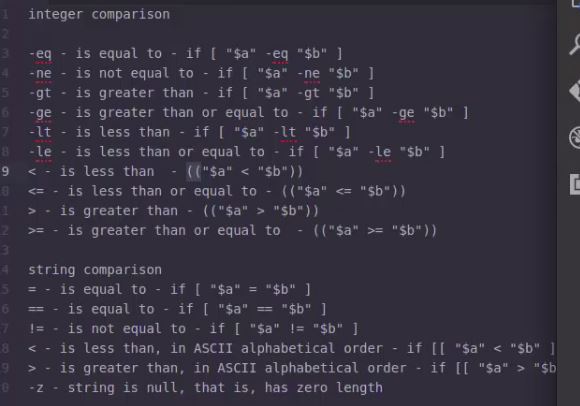 1 integer comparison
2
3 -eq - is equal to - if [ "$a" -eq "$b" ]
4 -ne - is not equal to - if [ "$a" -ne "$b" ]
5 -gt - is greater than - if [ "$a" -gt "$b" ]
6 -ge - is greater than or equal to - if [ "$a" -ge "$b" ]
7 -lt - is less than - if [ "$a" -lt "$b" ]
8 -le - is less than or equal to - if [ "$a" -le "$b" ]
9 < - is less than  - (("$a" < "$b"))
0 <= - is less than or equal to - (("$a" <= "$b"))
1 > - is greater than - (("$a" > "$b"))
2 >= - is greater than or equal to  - (("$a" >= "$b"))
3
4 string comparison
5 = - is equal to - if [ "$a" = "$b" ]
6 == - is equal to - if [ "$a" == "$b" ]
7 != - is not equal to - if [ "$a" != "$b" ]
8 < - is less than, in ASCII alphabetical order - if [[ "$a" < "$b" ]
9 > - is greater than, in ASCII alphabetical order - if [[ "$a" > "$b
0 -z - string is null, that is, has zero length